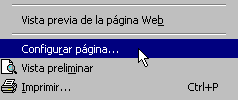 Vista previa de la página Web
Configurar página...
Vista preliminar
Imprimir... Ctrl+P